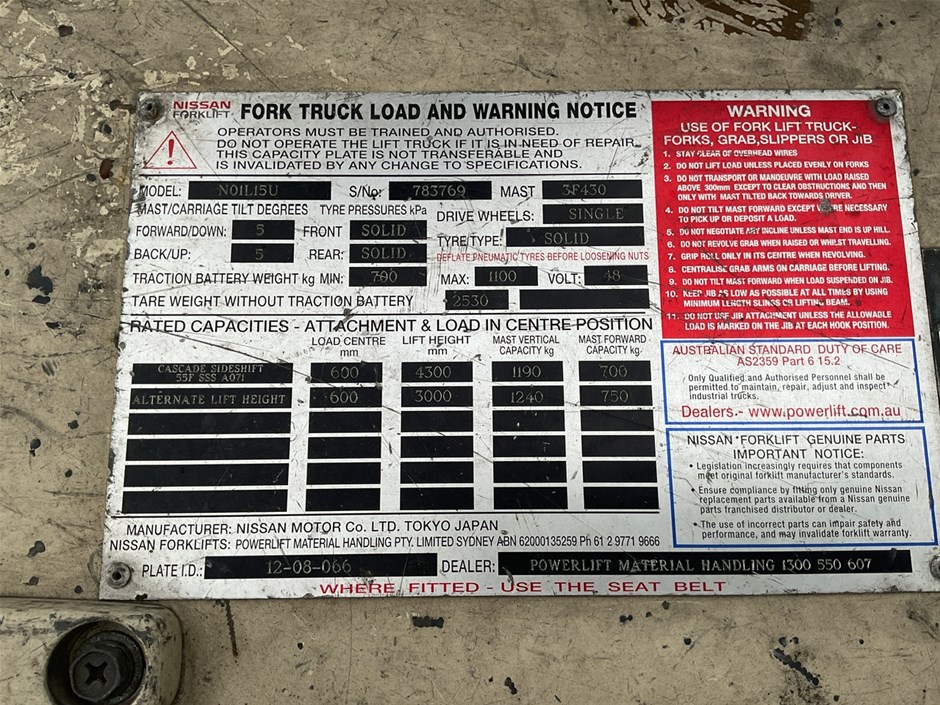 NISSAN
FORKLIFT
FORK TRUCK LOAD AND WARNING NOTICE
OPERATORS MUST BE TRAINED AND AUTHORISED.
DO NOT OPERATE THE LIFT TRUCK IF IT IS IN NEED OF REPAIR.
THIS CAPACITY PLATE IS NOT TRANSFERABLE AND
IS INVALIDATED BY ANY CHANGE TO SPECIFICATIONS.
MODEL: N01L15U S/No: 783769 MAST 3F430
MAST/CARRIAGE TILT DEGREES TYRE PRESSURES kPa DRIVE WHEELS: SINGLE
FORWARD/DOWN: 5 FRONT SOLID TYRE TYPE: SOLID
BACK/UP: 5 REAR: SOLID DEFLATE PNEUMATIC TYRES BEFORE LOOSENING NUTS
TRACTION BATTERY WEIGHT kg MIN: 700 MAX: 1100 VOLT: 48
TARE WEIGHT WITHOUT TRACTION BATTERY 2530
RATED CAPACITIES - ATTACHMENT & LOAD IN CENTRE POSITION
LOAD CENTRE mm LIFT HEIGHT mm MAST VERTICAL CAPACITY kg MAST FORWARD CAPACITY kg
CASCADE SIDESHIFT 55F SSS A071 600 4300 1190 700
ALTERNATE LIFT HEIGHT 600 3000 1240 750
MANUFACTURER: NISSAN MOTOR Co. LTD. TOKYO JAPAN
NISSAN FORKLIFTS: POWERLIFT MATERIAL HANDLING PTY. LIMITED SYDNEY ABN 62000135259 Ph 61 2 9771 9666
PLATE I.D.: 12-08-066 DEALER: POWERLIFT MATERIAL HANDLING 1300 550 607
WHERE FITTED - USE THE SEAT BELT
WARNING
USE OF FORK LIFT TRUCK-
FORKS, GRAB,SLIPPERS OR JIB
1. STAY CLEAR OF OVERHEAD WIRES
2. DO NOT LIFT LOAD UNLESS PLACED EVENLY ON FORKS
3. DO NOT TRANSPORT OR MANOEUVRE WITH LOAD RAISED
ABOVE 300mm EXCEPT TO CLEAR OBSTRUCTIONS AND THEN
ONLY WITH MAST TILTED BACK TOWARDS DRIVER.
4. DO NOT TILT MAST FORWARD EXCEPT WHERE NECESSARY
TO PICK UP OR DEPOSIT A LOAD.
5. DO NOT NEGOTIATE ANY INCLINE UNLESS MAST END IS UP HILL.
6. DO NOT REVOLVE GRAB WHEN RAISED OR WHILST TRAVELLING.
7. GRIP ROLL ONLY IN ITS CENTRE WHEN REVOLVING.
8. CENTRALISE GRAB ARMS ON CARRIAGE BEFORE LIFTING.
9. DO NOT TILT MAST FORWARD WHEN LOAD SUSPENDED ON JIB.
10. KEEP JIB AS LOW AS POSSIBLE AT ALL TIMES BY USING
MINIMUM LENGTH SLINGS OR LIFTING BEAM.
11. DO NOT USE JIB ATTACHMENT UNLESS THE ALLOWABLE
LOAD IS MARKED ON THE JIB AT EACH HOOK POSITION.
AUSTRALIAN STANDARD DUTY OF CARE
AS2359 Part 6 15.2
Only Qualified and Authorised Personnel shall be
permitted to maintain, repair, adjust and inspect
industrial trucks.
Dealers.- www.powerlift.com.au
NISSAN FORKLIFT GENUINE PARTS
IMPORTANT NOTICE:
• Legislation increasingly requires that components
meet original forklift manufacturer's standards.
• Ensure compliance by fitting only genuine Nissan
replacement parts available from a Nissan genuine
parts franchised distributor or dealer.
• The use of incorrect parts can impair safety and
performance, and may invalidate forklift warranty.